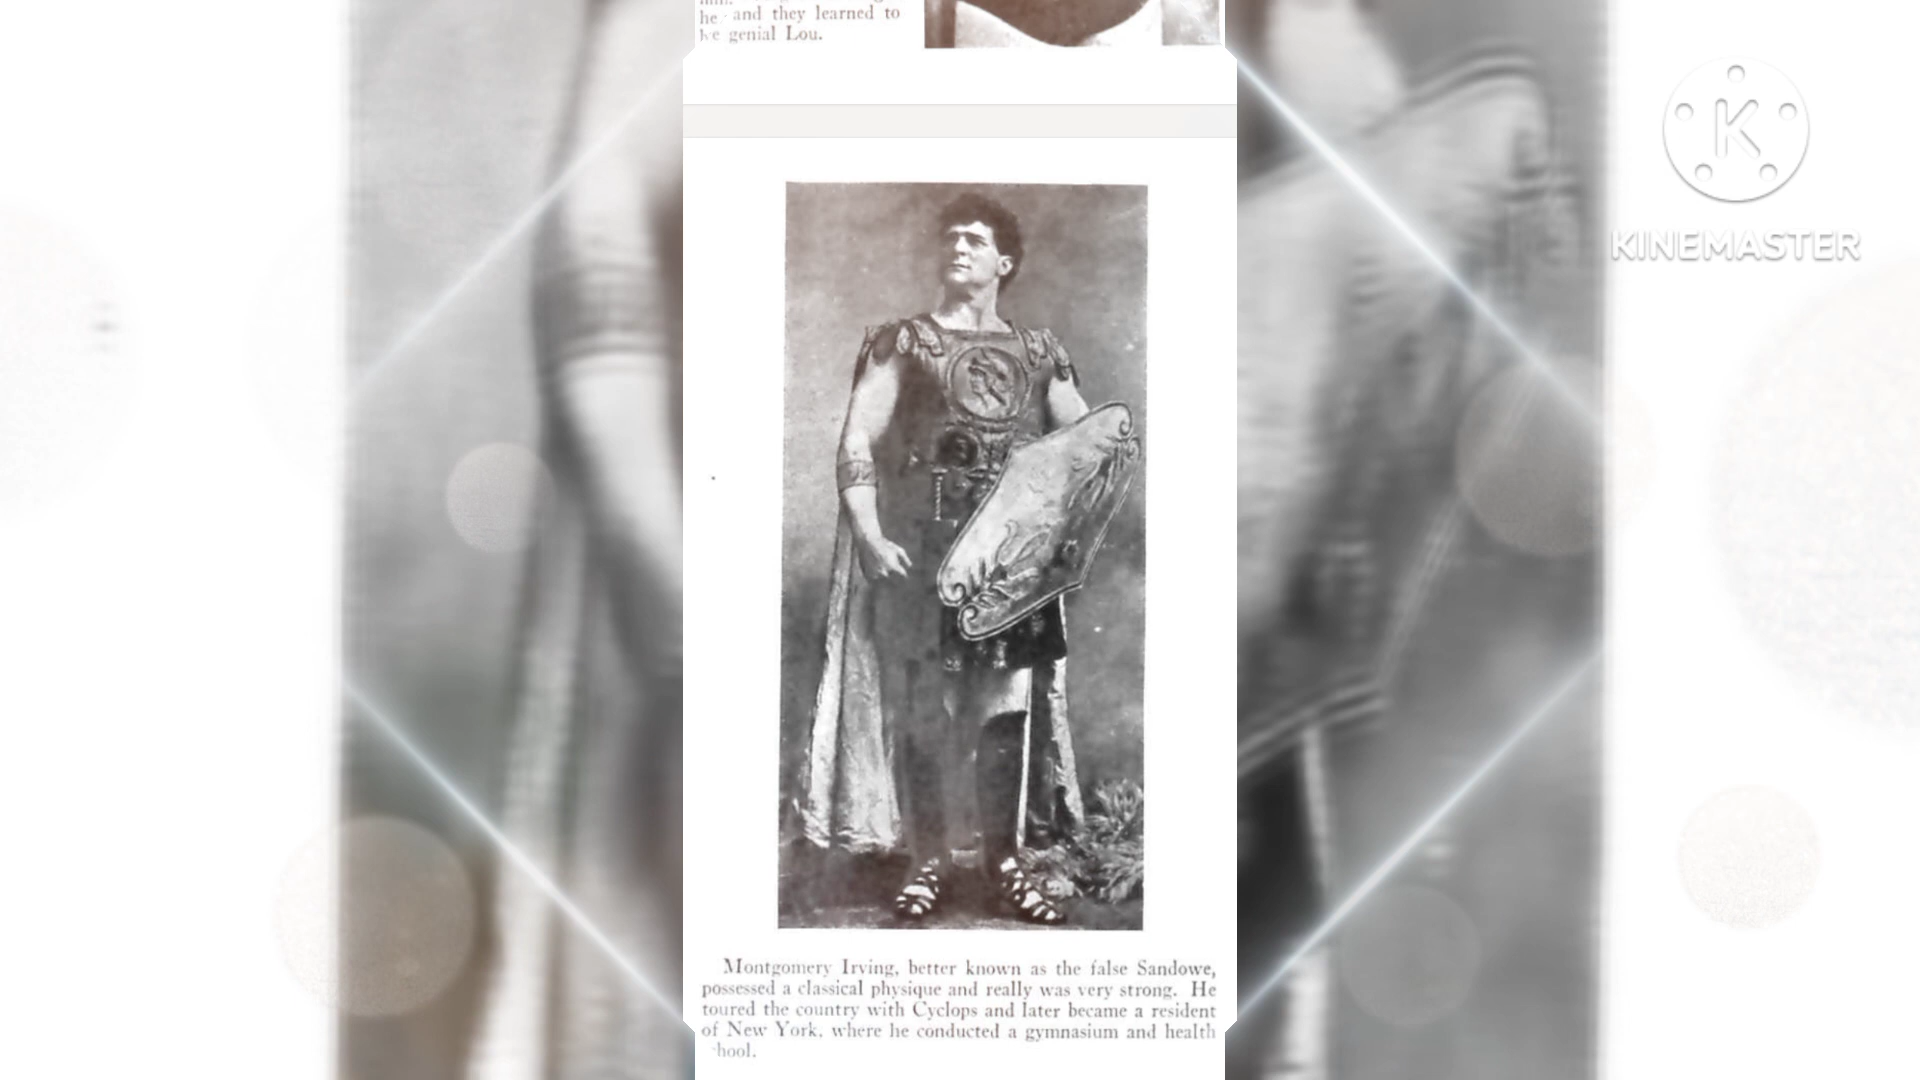 he and they learned to
genial Lou.
KINEMASTER
Montgomery Irving, better known as the false Sandowe,
possessed a classical physique and really was very strong. He
toured the country with Cyclops and later became a resident
of New York, where he conducted a gymnasium and health
hool.